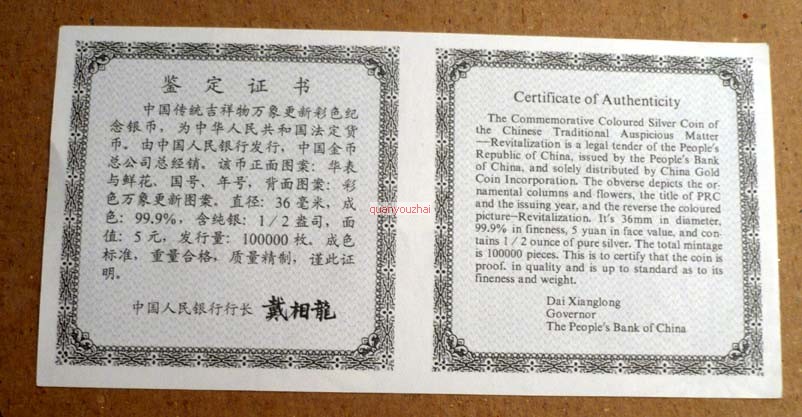 鉴定证书
中国传统吉祥物万象更新彩色纪
念银币，为中华人民共和国法定货
币。由中国人民银行发行，中国金币
总公司总经销。该币正面图案：华表
与鲜花、国号、年号，背面图案：彩
色万象更新图案。直径：36毫米，成
色：99.9%，含纯银：1/2盎司，面
值：5元，发行量：100000枚。成色
标准，重量合格，质量精制，谨此证
明。
中国人民银行行长 戴相龍
quanyouzhai
Certificate of Authenticity
The Commemorative Coloured Silver Coin of
the Chinese Traditional Auspicious Matter
—Revitalization is a legal tender of the People's
Republic of China, issued by the People's Bank
of China, and solely distributed by China Gold
Coin Incorporation. The obverse depicts the or-
namental columns and flowers, the title of PRC
and the issuing year, and the reverse the coloured
picture—Revitalization. It's 36mm in diameter,
99.9% in fineness, 5 yuan in face value, and con-
tains 1/2 ounce of pure silver. The total mintage
is 100000 pieces. This is to certify that the coin is
proof. in quality and is up to standard as to its
fineness and weight.
Dai Xianglong
Governor
The People's Bank of China